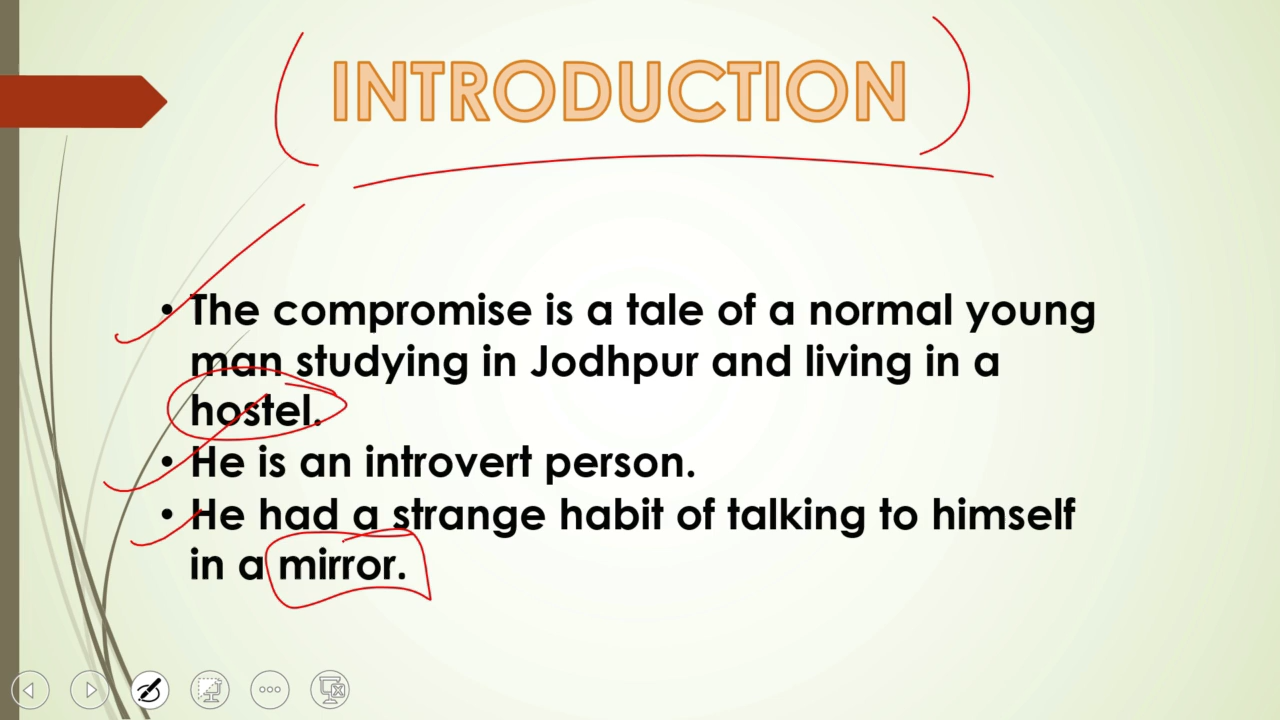 INTRODUCTION
• The compromise is a tale of a normal young
man studying in Jodhpur and living in a
hostel.
• He is an introvert person.
• He had a strange habit of talking to himself
in a mirror.